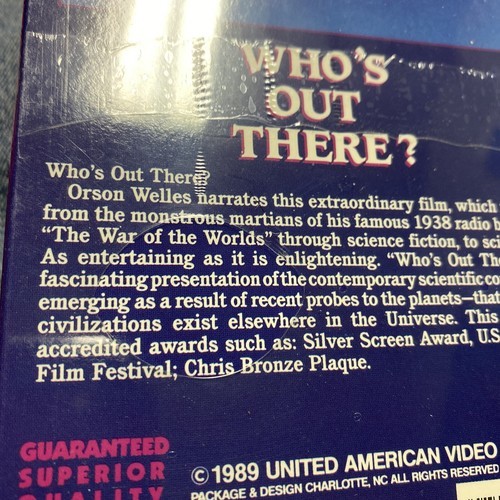 WHO'S
OUT
THERE?
Who's Out There?
Orson Welles narrates this extraordinary film, which
from the monstrous martians of his famous 1938 radio b
"The War of the Worlds" through science fiction, to sc
As entertaining as it is enlightening. "Who's Out The
fascinating presentation of the contemporary scientific co
emerging as a result of recent probes to the planets—that
civilizations exist elsewhere in the Universe. This
accredited awards such as: Silver Screen Award, U.S
Film Festival; Chris Bronze Plaque.
GUARANTEED
SUPERIOR
QUALITY
©1989 UNITED AMERICAN VIDEO
PACKAGE & DESIGN CHARLOTTE, NC ALL RIGHTS RESERVED